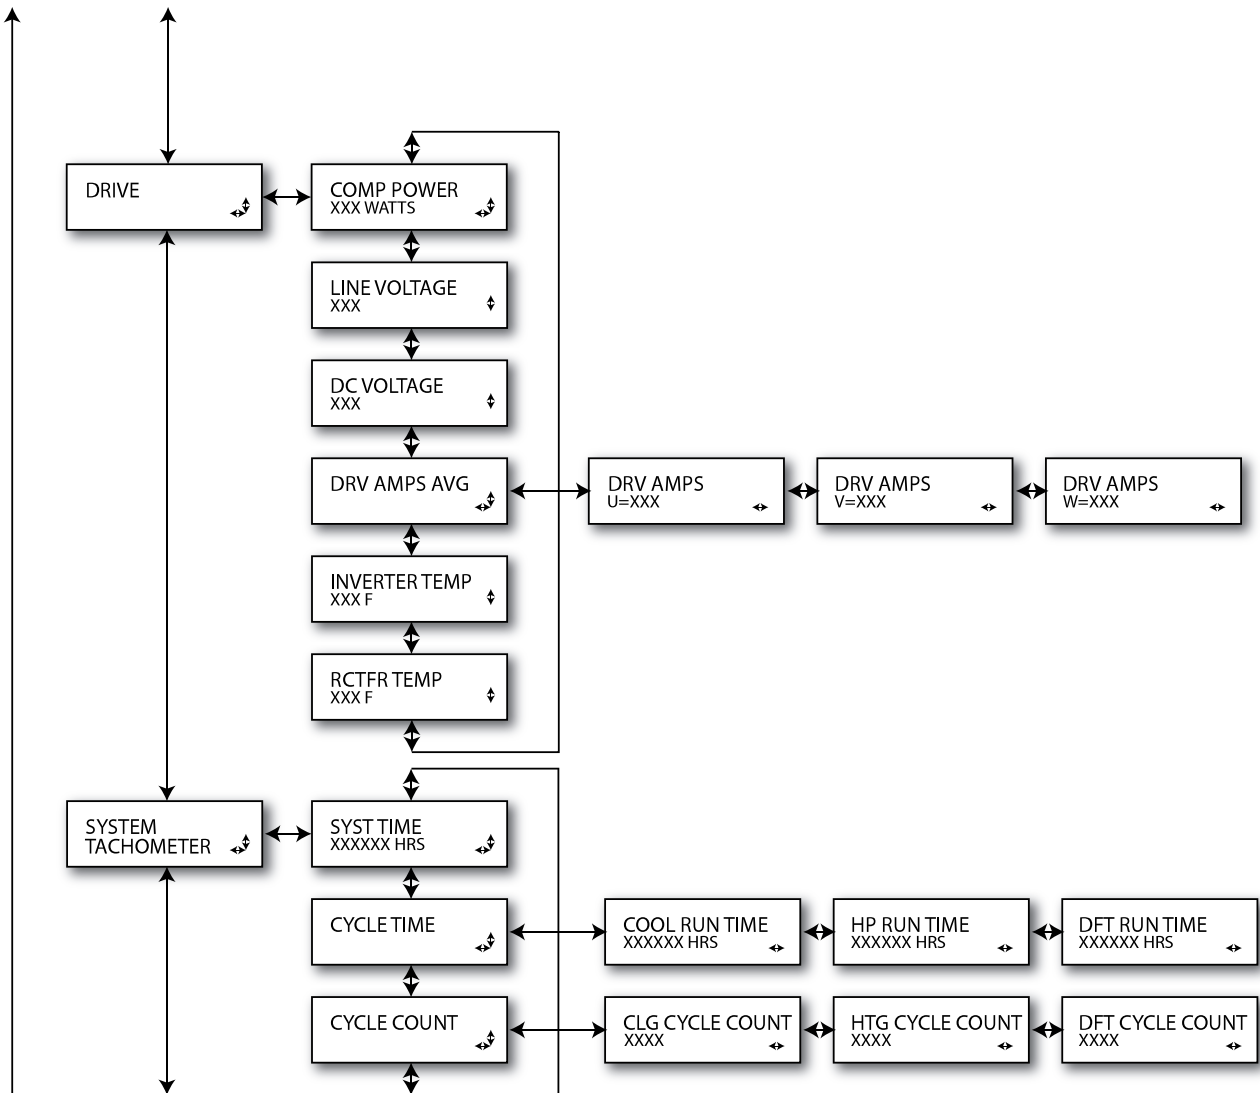 DRIVE
COMP POWER
XXX WATTS
LINE VOLTAGE
XXX
DC VOLTAGE
XXX
DRV AMPS AVG
DRV AMPS
U=XXX
DRV AMPS
V=XXX
DRV AMPS
W=XXX
INVERTER TEMP
XXX F
RCTFR TEMP
XXX F
SYSTEM
TACHOMETER
SYST TIME
XXXXXX HRS
CYCLE TIME
COOL RUN TIME
XXXXXX HRS
HP RUN TIME
XXXXXX HRS
DFT RUN TIME
XXXXXX HRS
CYCLE COUNT
CLG CYCLE COUNT
XXXX
HTG CYCLE COUNT
XXXX
DFT CYCLE COUNT
XXXX